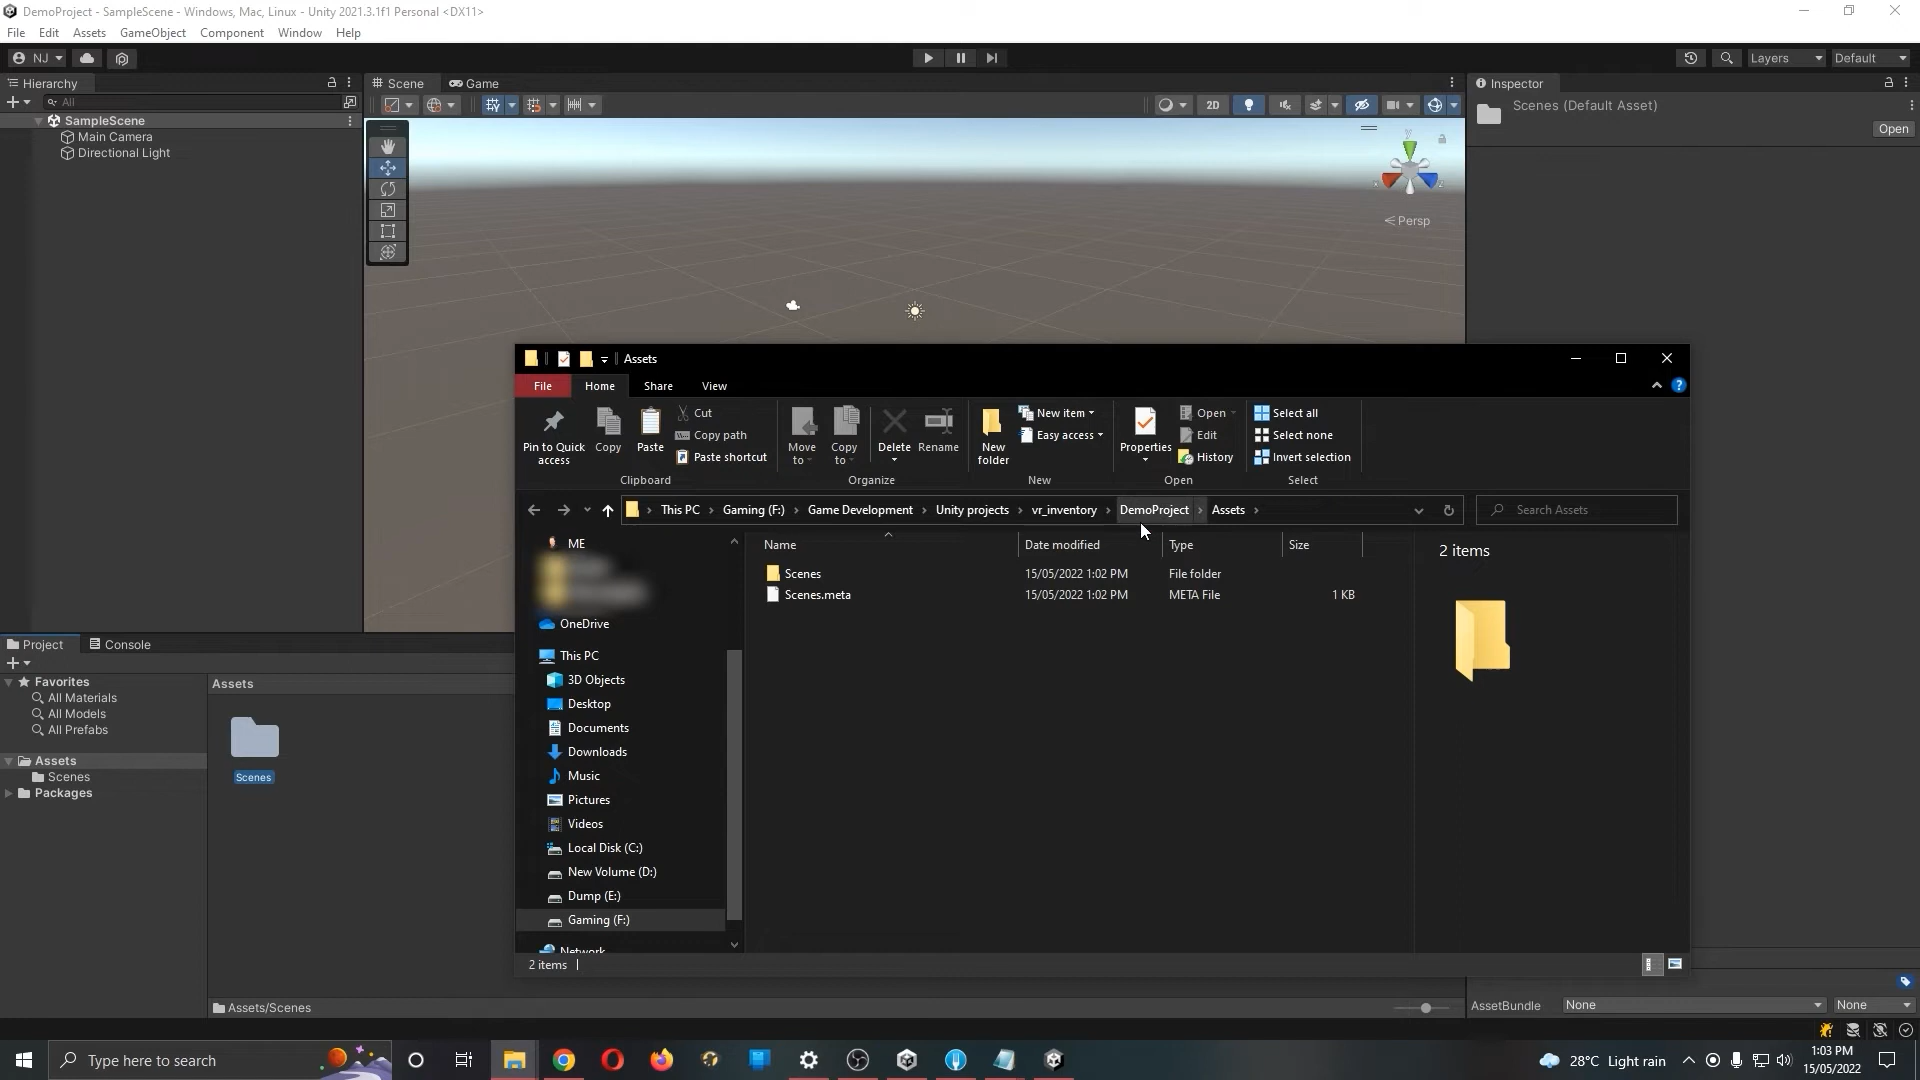 DemoProject - SampleScene - Windows, Mac, Linux - Unity 2021.3.1f1 Personal <DX11>
File Edit Assets GameObject Component Window Help
NJ
Layers
Default
Hierarchy
Scene
Game
Inspector
All
2D
Scenes (Default Asset)
Open
SampleScene
Main Camera
Directional Light
y
Persp
Assets
File Home Share View
Pin to Quick access
Copy
Paste
Cut
Copy path
Paste shortcut
Clipboard
Move to
Copy to
Delete
Rename
Organize
New folder
New item
Easy access
New
Properties
Open
Edit
History
Open
Select all
Select none
Invert selection
Select
This PC > Gaming (F:) > Game Development > Unity projects > vr_inventory > DemoProject > Assets >
Search Assets
Name Date modified Type Size
Scenes 15/05/2022 1:02 PM File folder
Scenes.meta 15/05/2022 1:02 PM META File 1 KB
2 items
ME
OneDrive
This PC
3D Objects
Desktop
Documents
Downloads
Music
Pictures
Videos
Local Disk (C:)
New Volume (D:)
Dump (E:)
Gaming (F:)
Network
2 items
Project
Console
Favorites
All Materials
All Models
All Prefabs
Assets
Scenes
Packages
Assets
Scenes
Assets/Scenes
AssetBundle
None
None
Type here to search
28°C Light rain
1:03 PM
15/05/2022